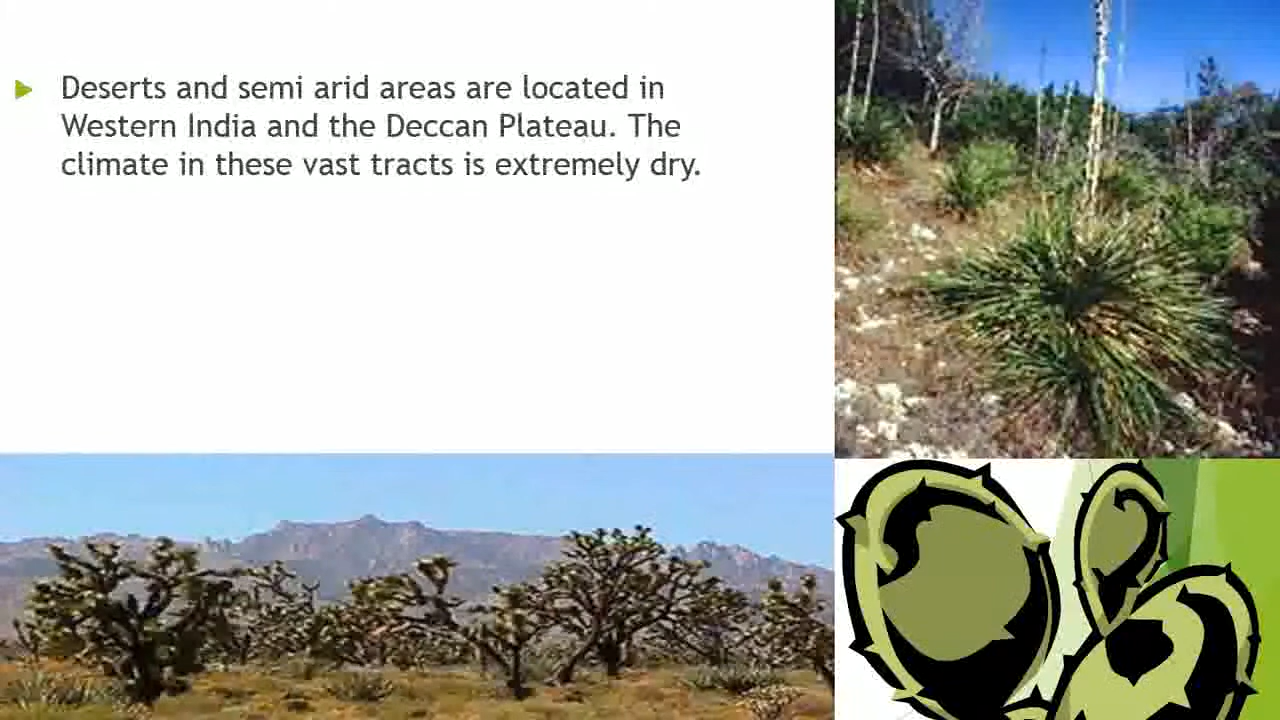 Deserts and semi arid areas are located in
Western India and the Deccan Plateau. The
climate in these vast tracts is extremely dry.